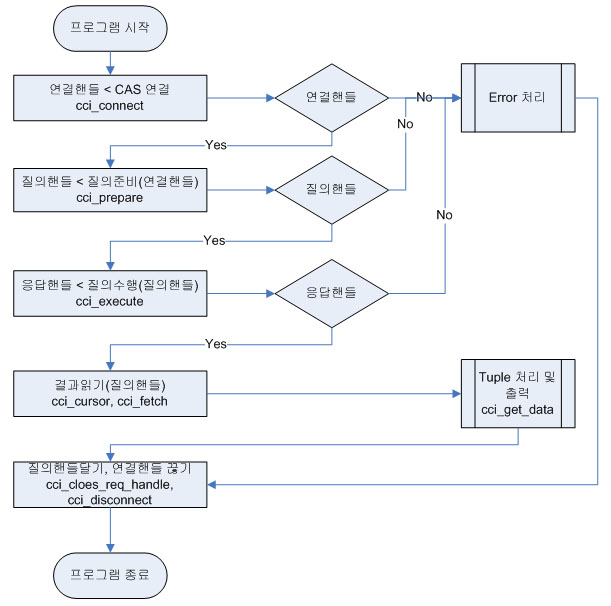 프로그램 시작
연결핸들 < CAS 연결
cci_connect
연결핸들
No
Error 처리
No
Yes
질의핸들 < 질의준비(연결핸들)
cci_prepare
질의핸들
No
Yes
응답핸들 < 질의수행(질의핸들)
cci_execute
응답핸들
Yes
결과읽기(질의핸들)
cci_cursor, cci_fetch
Tuple 처리 및
출력
cci_get_data
질의핸들닫기, 연결핸들 끊기
cci_cloes_req_handle,
cci_disconnect
프로그램 종료